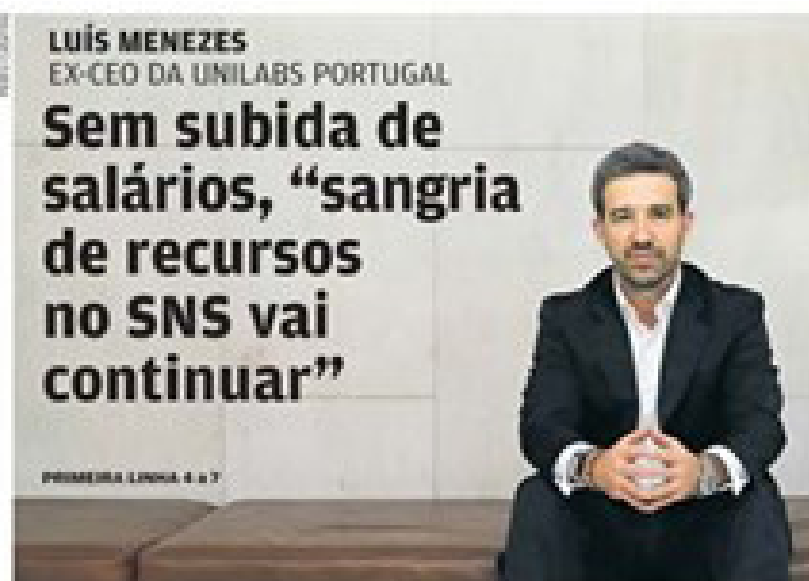 LUÍS MENEZES
EX-CEO DA UNILABS PORTUGAL
Sem subida de
salários, “sangria
de recursos
no SNS vai
continuar”
PRIMEIRA LINHA 4 a 7